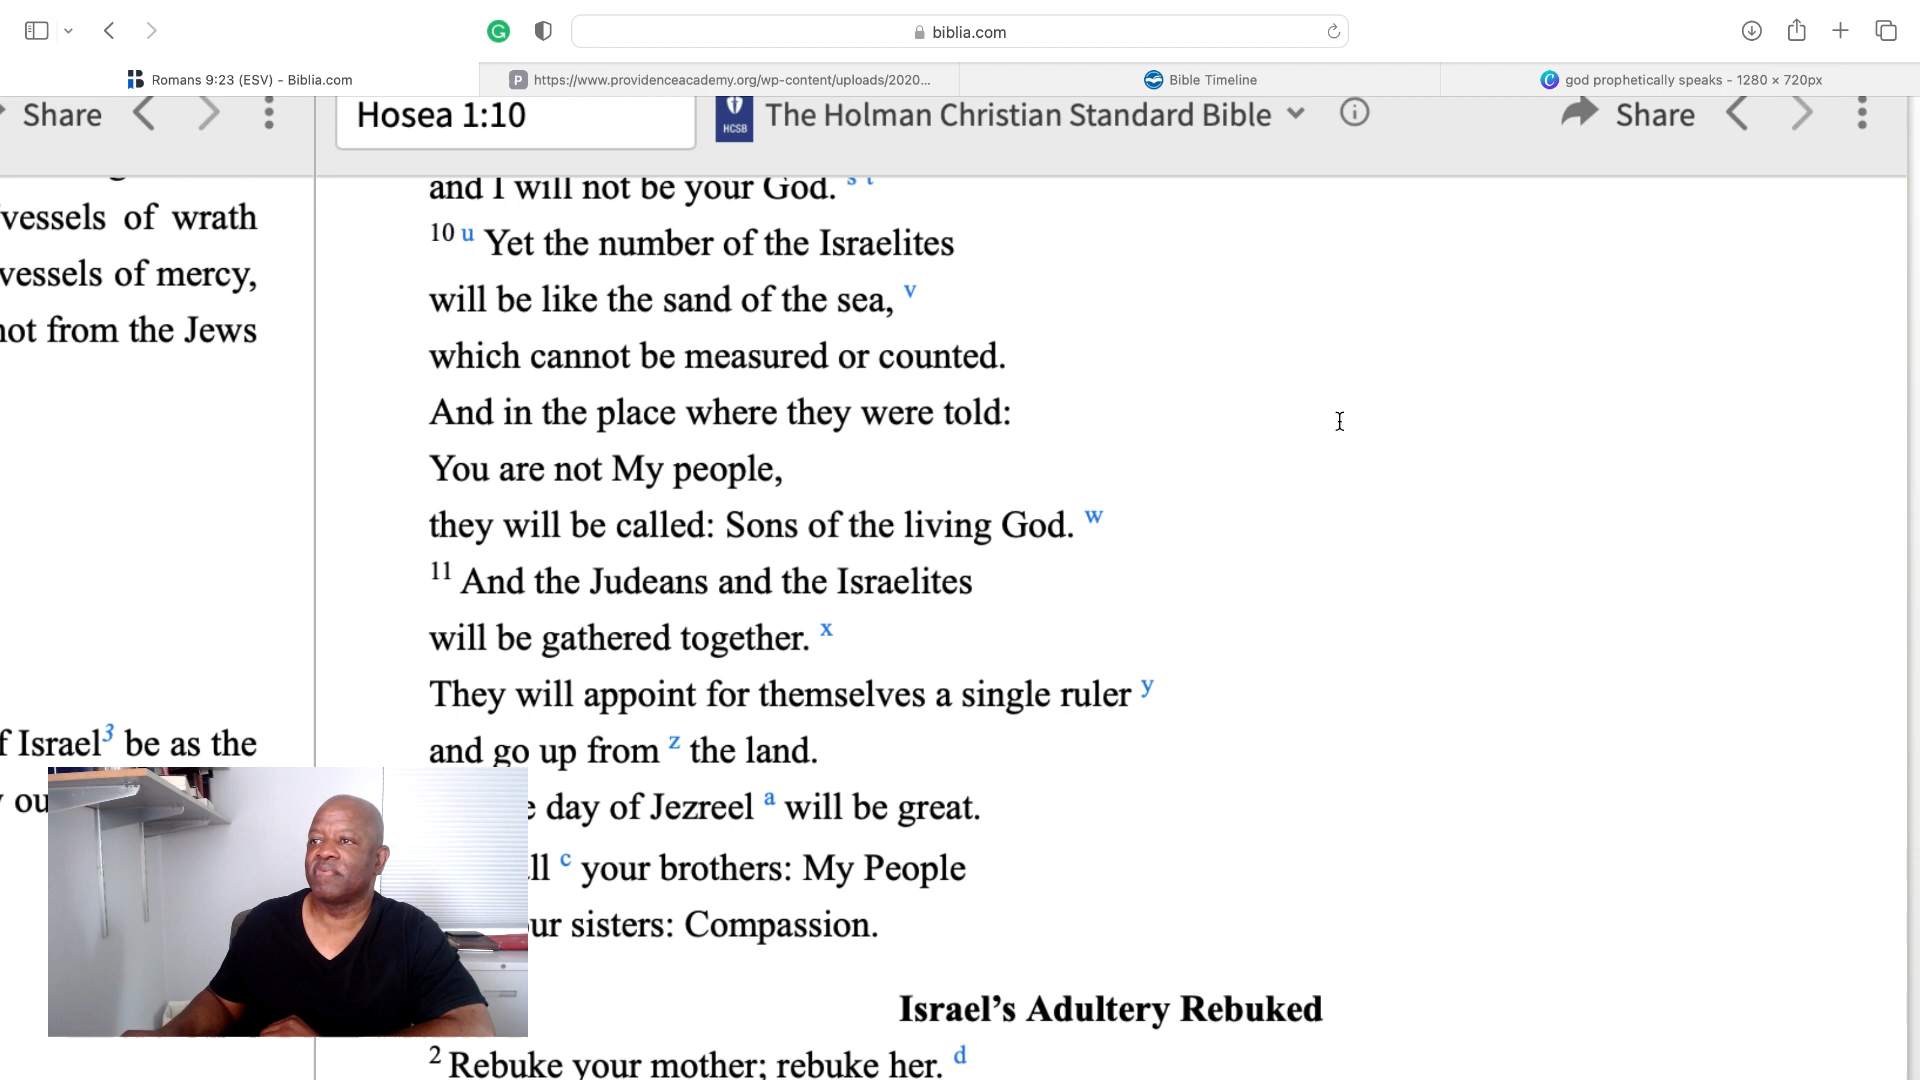 biblia.com
Romans 9:23 (ESV) - Biblia.com
https://www.providenceacademy.org/wp-content/uploads/2020...
Bible Timeline
god prophetically speaks - 1280 × 720px
Share
Hosea 1:10
HCSB
The Holman Christian Standard Bible
Share
vessels of wrath
vessels of mercy,
not from the Jews
f Israel3 be as the
ou
and I will not be your God. s t
10 u Yet the number of the Israelites
will be like the sand of the sea, v
which cannot be measured or counted.
And in the place where they were told:
You are not My people,
they will be called: Sons of the living God. w
11 And the Judeans and the Israelites
will be gathered together. x
They will appoint for themselves a single ruler y
and go up from z the land.
e day of Jezreel a will be great.
ll c your brothers: My People
ur sisters: Compassion.
Israel’s Adultery Rebuked
2 Rebuke your mother; rebuke her. d